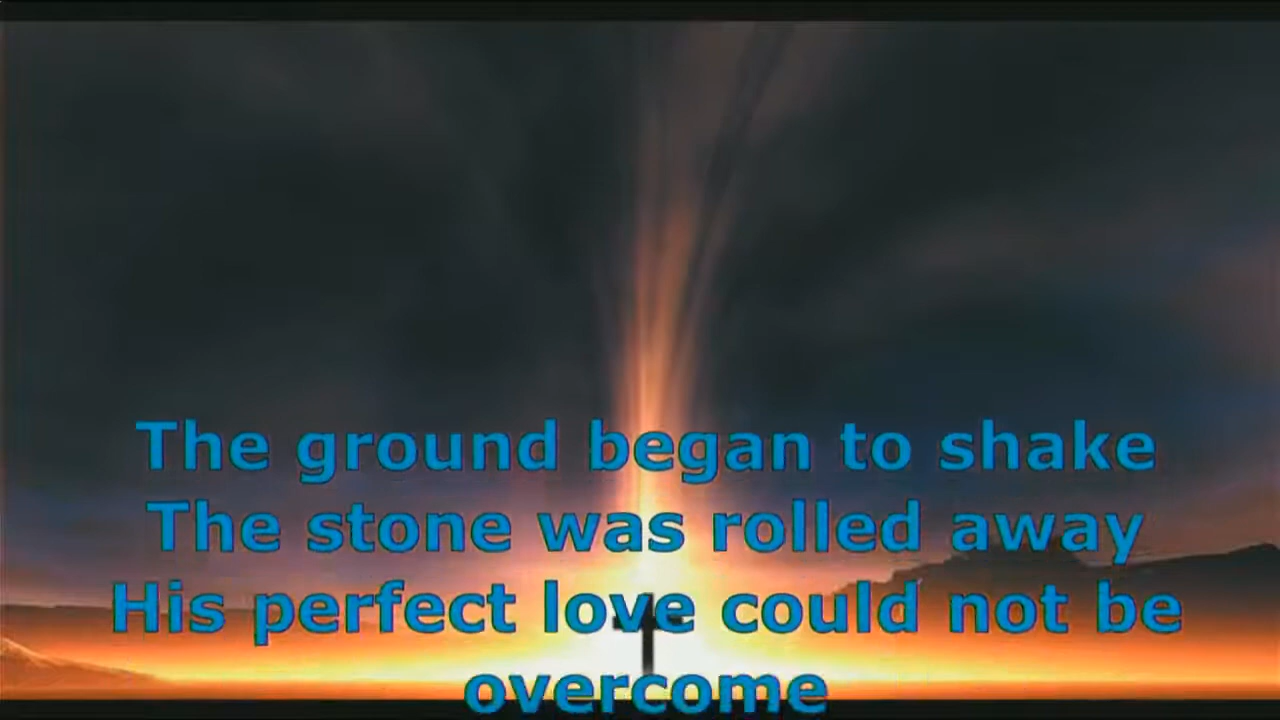 The ground began to shake
The stone was rolled away
His perfect love could not be
overcome